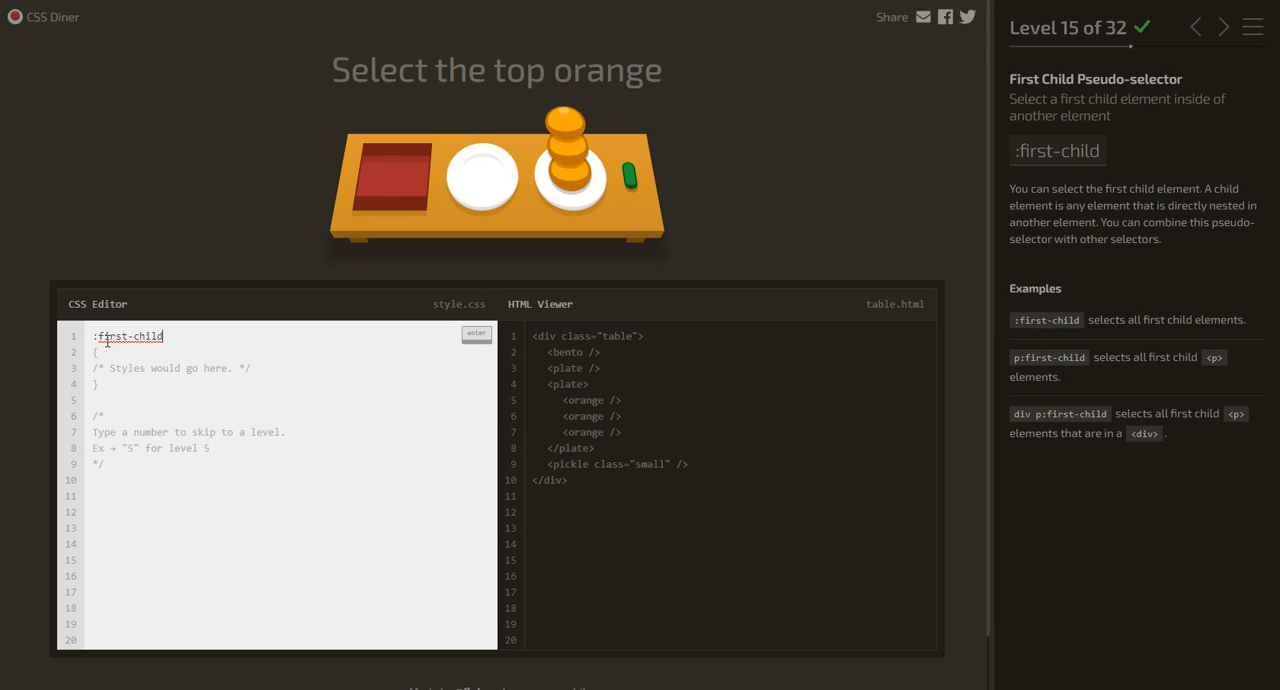 CSS Diner
Share
Select the top orange
CSS Editor
style.css
HTML Viewer
table.html
1 :first-child
enter
2 {
3 /* Styles would go here. */
4 }
5
6 /*
7 Type a number to skip to a level.
8 Ex → "5" for level 5
9 */
10
11
12
13
14
15
16
17
18
19
20
1 <div class="table">
2 <bento />
3 <plate />
4 <plate>
5 <orange />
6 <orange />
7 <orange />
8 </plate>
9 <pickle class="small" />
10 </div>
11
12
13
14
15
16
17
18
19
20
Level 15 of 32
First Child Pseudo-selector
Select a first child element inside of
another element
:first-child
You can select the first child element. A child
element is any element that is directly nested in
another element. You can combine this pseudo-
selector with other selectors.
Examples
:first-child selects all first child elements.
p:first-child selects all first child <p>
elements.
div p:first-child selects all first child <p>
elements that are in a <div> .